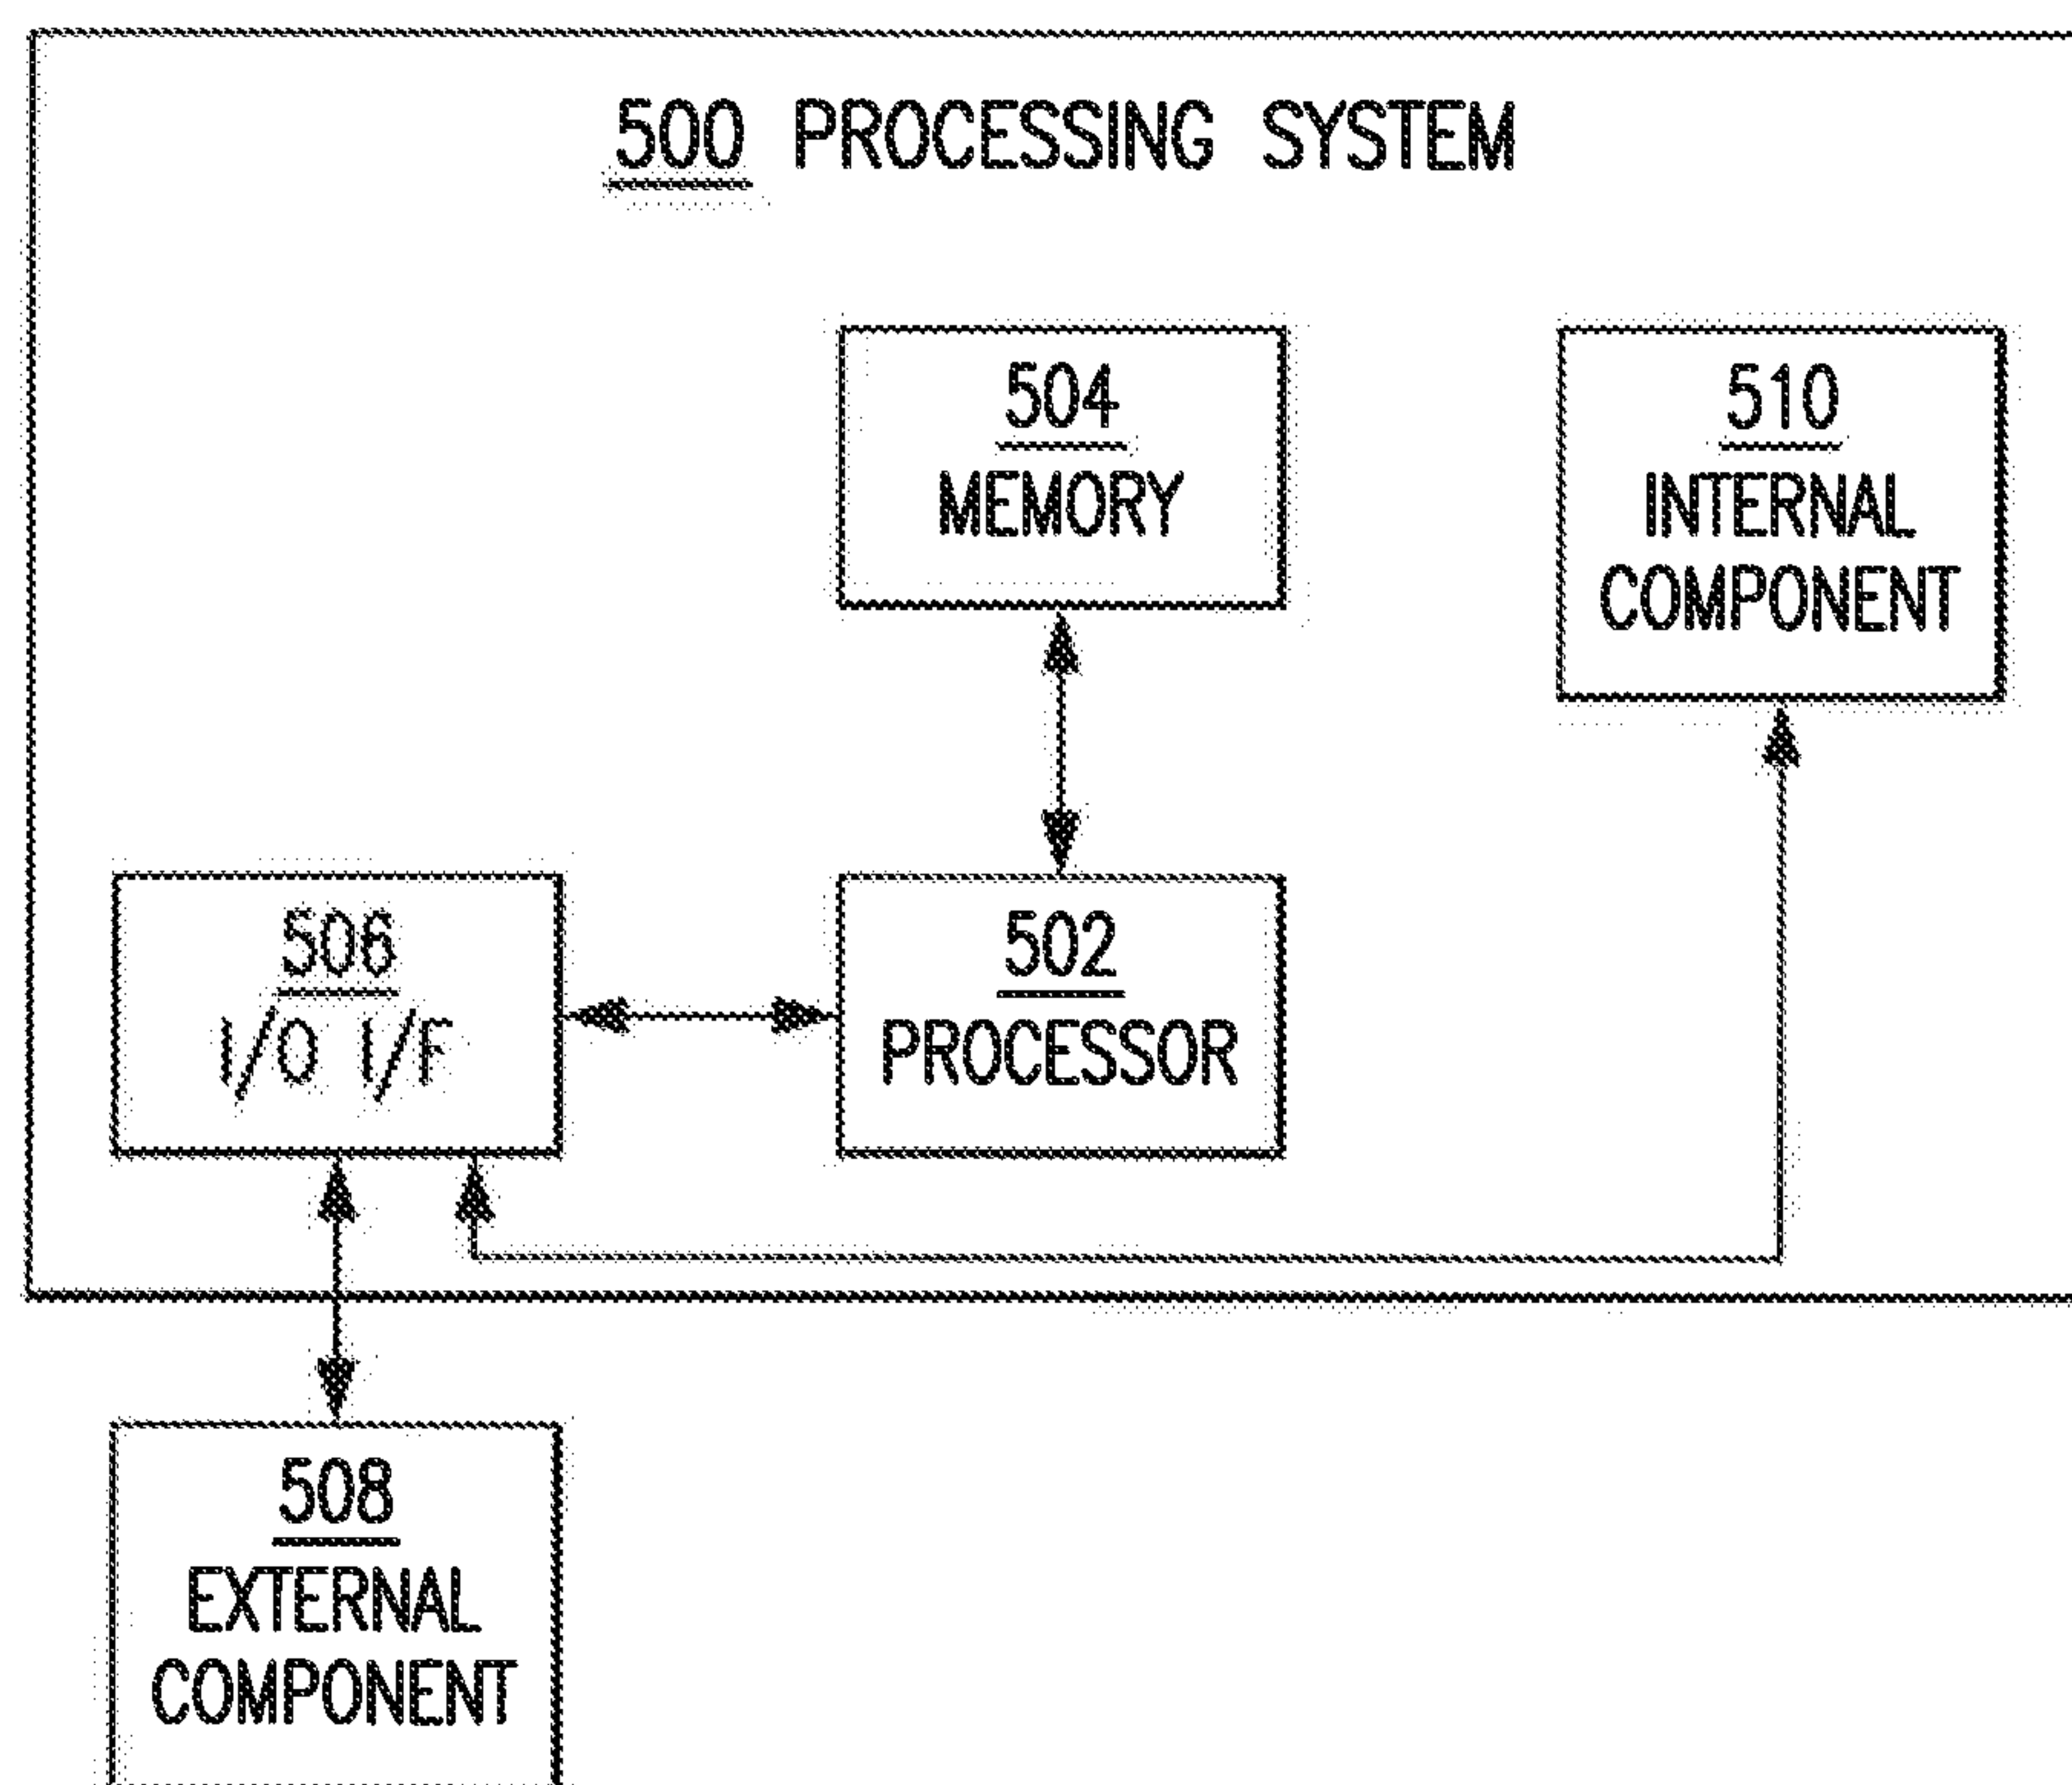 500 PROCESSING SYSTEM
504
MEMORY
510
INTERNAL
COMPONENT
506
I/O I/F
502
PROCESSOR
508
EXTERNAL
COMPONENT